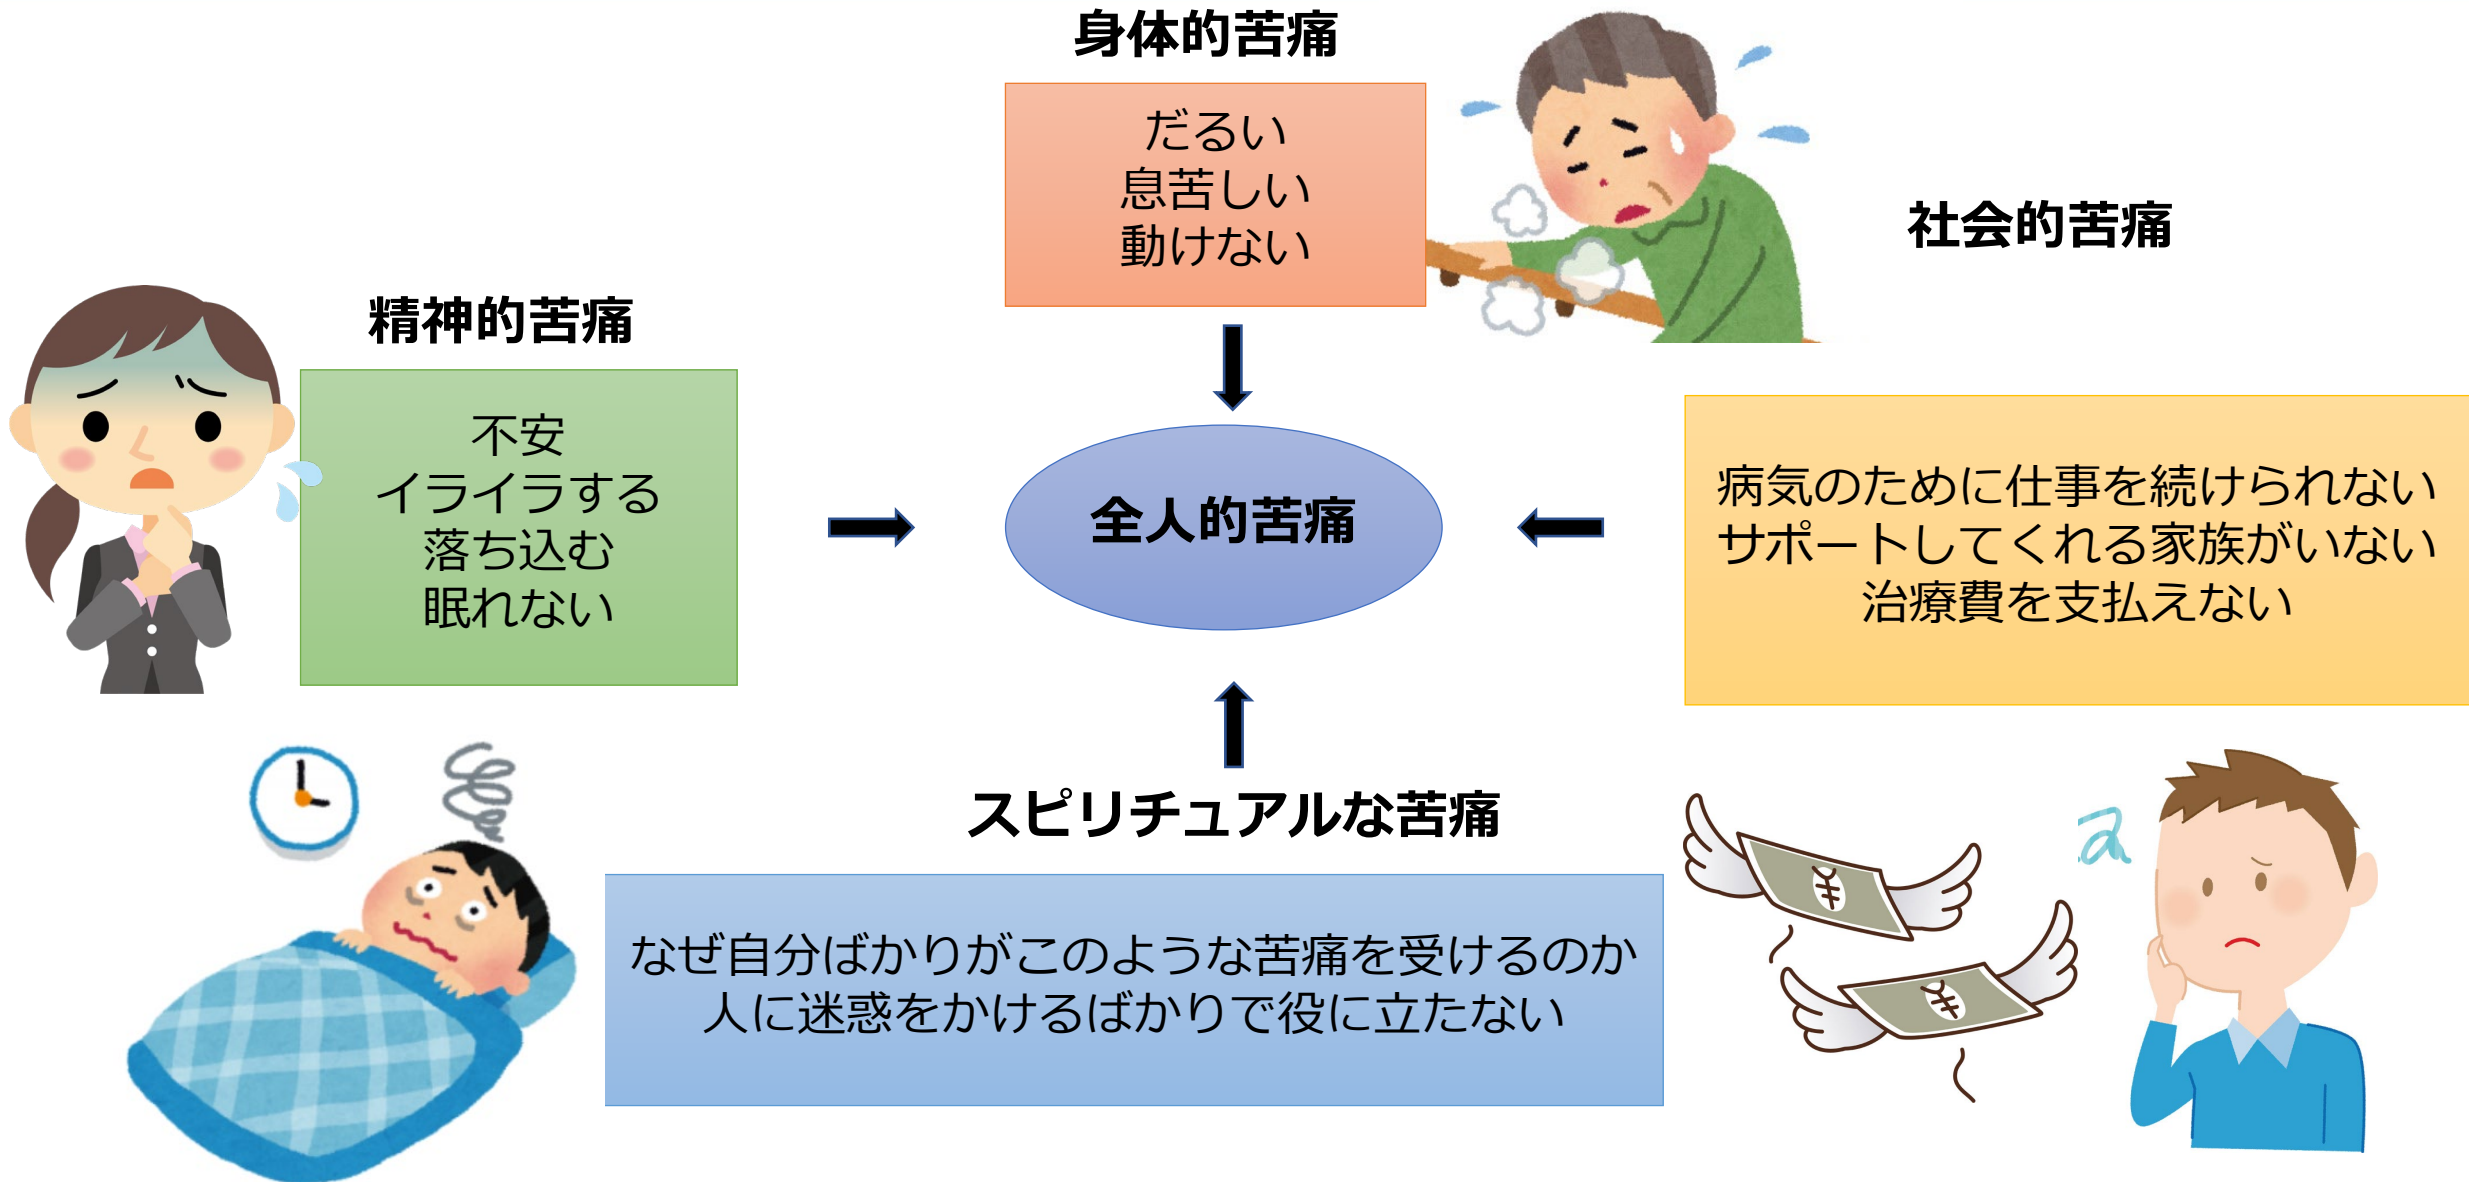 身体的苦痛
だるい
息苦しい
動けない
社会的苦痛
病気のために仕事を続けられない
サポートしてくれる家族がいない
治療費を支払えない
精神的苦痛
不安
イライラする
落ち込む
眠れない
全人的苦痛
スピリチュアルな苦痛
なぜ自分ばかりがこのような苦痛を受けるのか
人に迷惑をかけるばかりで役に立たない
¥
¥